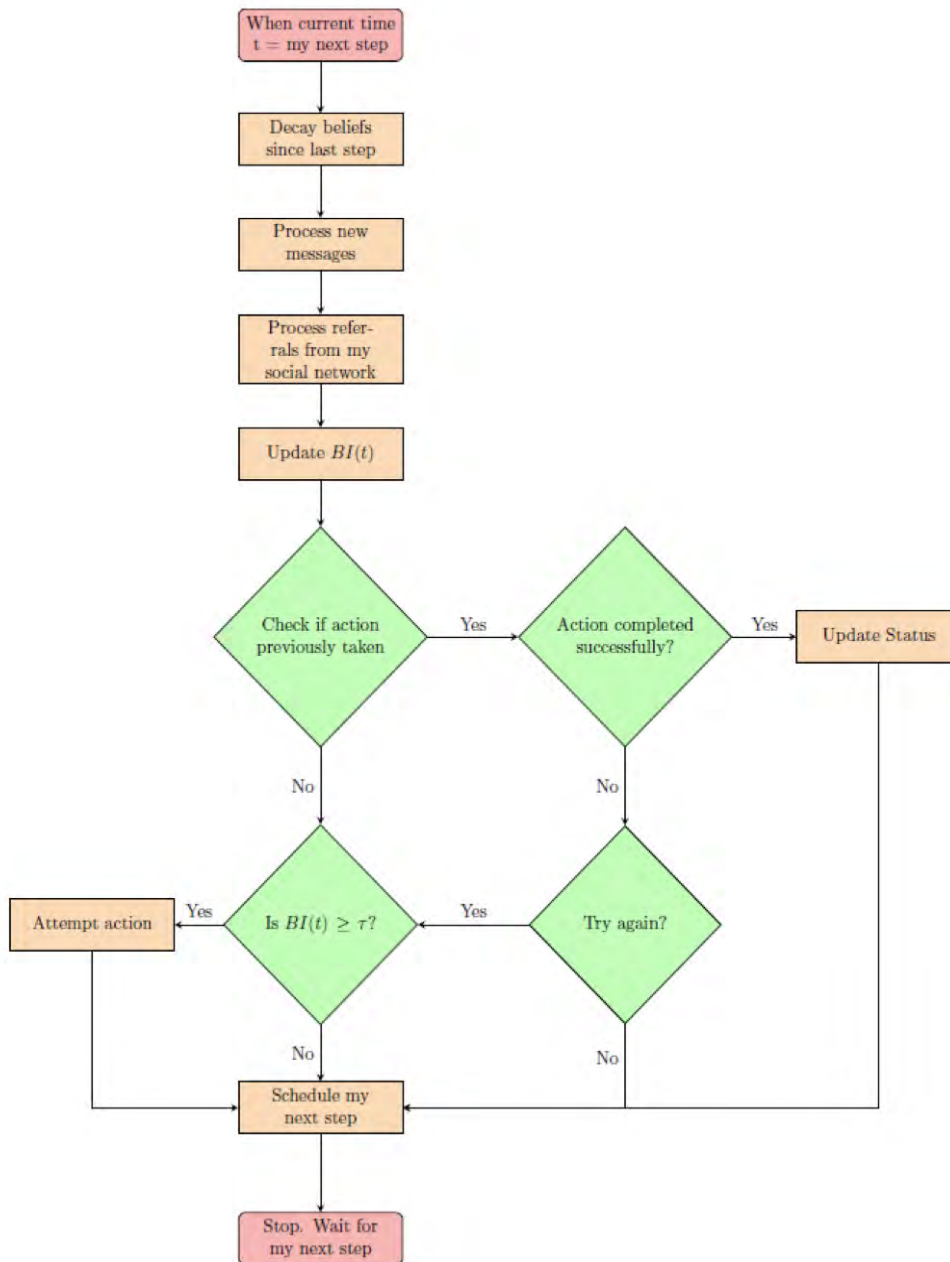 When current time
t = my next step
Decay beliefs
since last step
Process new
messages
Process refer-
rals from my
social network
Update BI(t)
Check if action
previously taken
Yes
Action completed
successfully?
Yes
Update Status
No
No
Attempt action
Yes
Is BI(t) ≥ τ?
Yes
Try again?
No
No
Schedule my
next step
Stop. Wait for
my next step